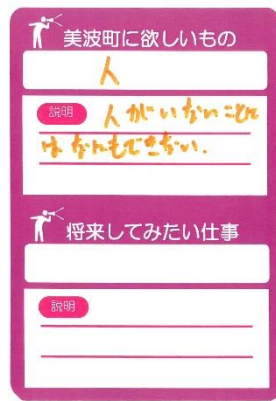 美波町に欲しいもの
人
説明 人がいないことに
はなんもできない.
将来してみたい仕事
説明